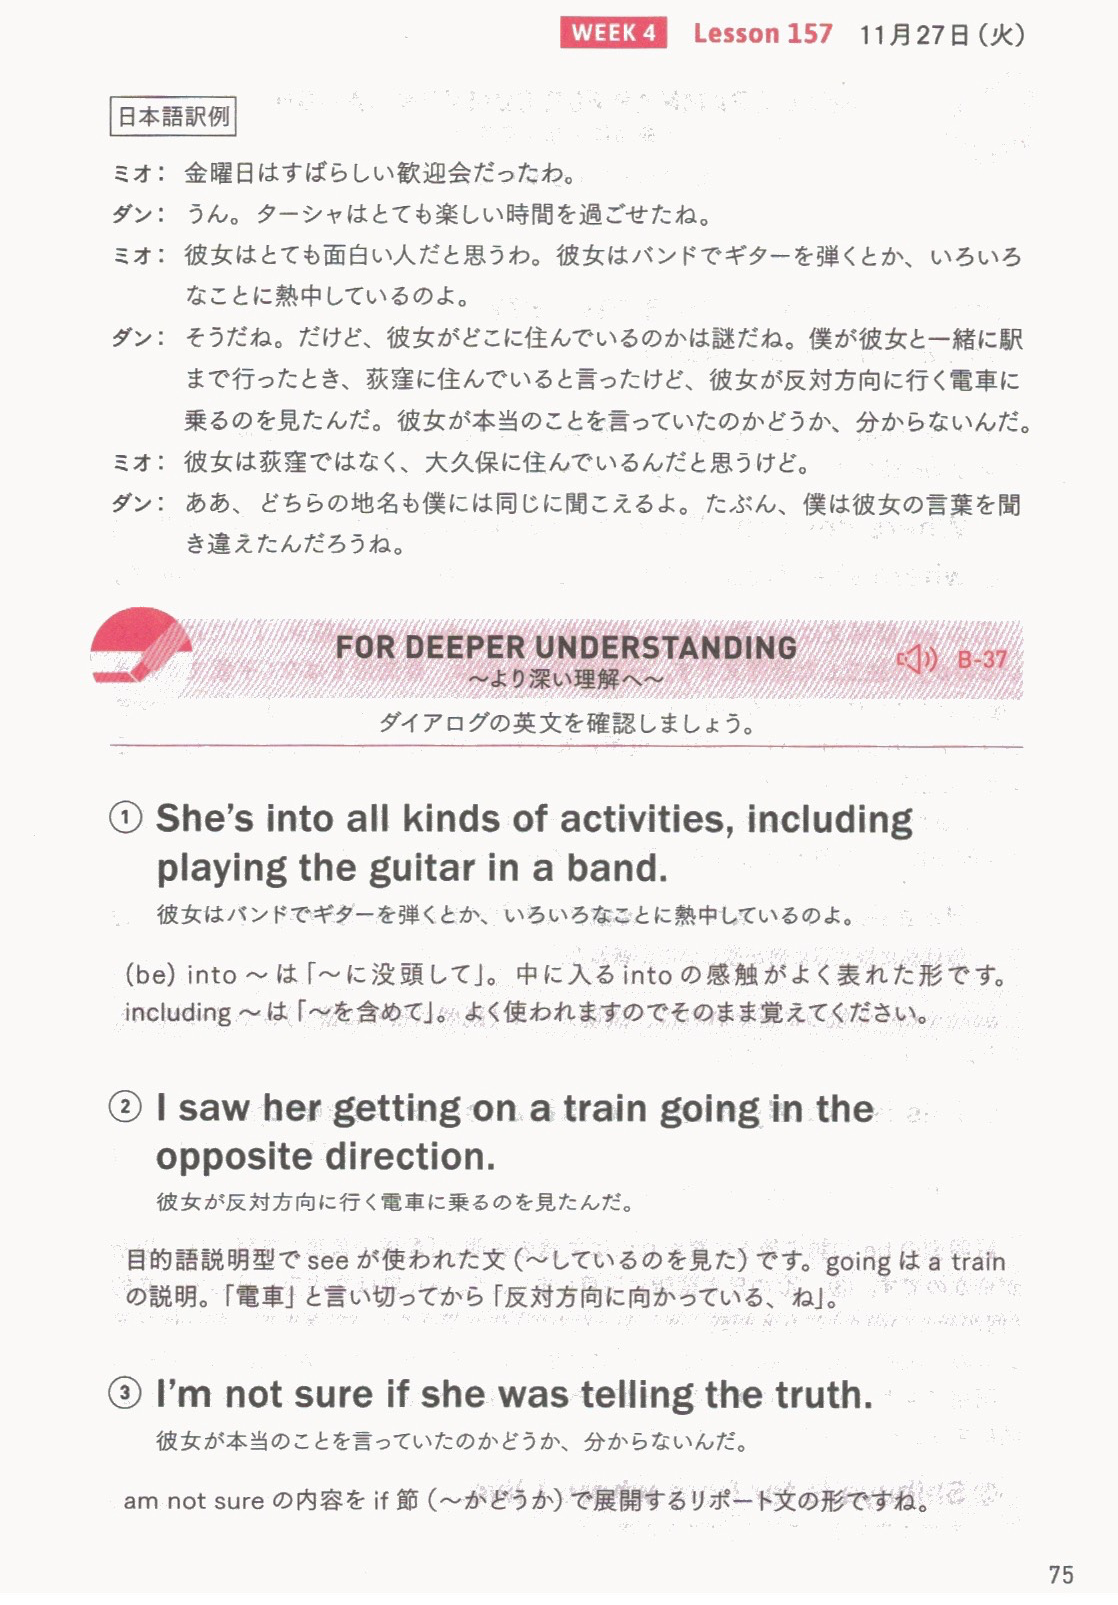 WEEK 4 Lesson 157 11月27日（火）
日本語訳例
ミオ： 金曜日はすばらしい歓迎会だったわ。
ダン： うん。ターシャはとても楽しい時間を過ごせたね。
ミオ： 彼女はとても面白い人だと思うわ。彼女はバンドでギターを弾くとか、いろいろ
なことに熱中しているのよ。
ダン： そうだね。だけど、彼女がどこに住んでいるのかは謎だね。僕が彼女と一緒に駅
まで行ったとき、荻窪に住んでいると言ったけど、彼女が反対方向に行く電車に
乗るのを見たんだ。彼女が本当のことを言っていたのかどうか、分からないんだ。
ミオ： 彼女は荻窪ではなく、大久保に住んでいるんだと思うけど。
ダン： ああ、どちらの地名も僕には同じに聞こえるよ。たぶん、僕は彼女の言葉を聞
き違えたんだろうね。
FOR DEEPER UNDERSTANDING
〜より深い理解へ〜
B-37
ダイアログの英文を確認しましょう。
① She's into all kinds of activities, including
playing the guitar in a band.
彼女はバンドでギターを弾くとか、いろいろなことに熱中しているのよ。
(be) into 〜は「〜に没頭して」。中に入る into の感触がよく表れた形です。
including 〜は「〜を含めて」。よく使われますのでそのまま覚えてください。
② I saw her getting on a train going in the
opposite direction.
彼女が反対方向に行く電車に乗るのを見たんだ。
目的語説明型で see が使われた文（〜しているのを見た）です。going は a train
の説明。「電車」と言い切ってから「反対方向に向かっている、ね」。
③ I'm not sure if she was telling the truth.
彼女が本当のことを言っていたのかどうか、分からないんだ。
am not sure の内容を if 節（〜かどうか）で展開するリポート文の形ですね。
75